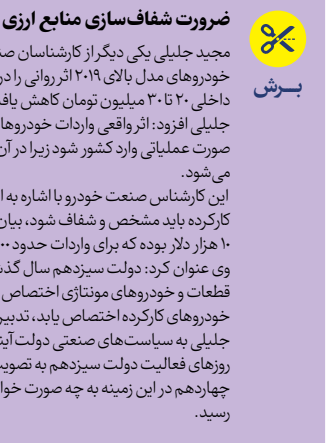 ضرورت شفاف‌سازی منابع ارزی
برش
مجید جلیلی یکی دیگر از کارشناسان
خودروهای مدل بالای ۲۰۱۹ اثر روانی را در
داخلی ۲۰ تا ۳۰ میلیون تومان کاهش
جلیلی افزود: اثر واقعی واردات خودروها
صورت عملیاتی وارد کشور شود زیرا در آن
می‌شود.
این کارشناس صنعت خودرو با اشاره به
کارکرده باید مشخص و شفاف شود، بیان
۱۰ هزار دلار بوده که برای واردات حدود
وی عنوان کرد: دولت سیزدهم سال
قطعات و خودروهای مونتاژی اختصاص
خودروهای کارکرده اختصاص یابد، تدبیر
جلیلی به سیاست‌های صنعتی دولت
روزهای فعالیت دولت سیزدهم به تصویب
چهاردهم در این زمینه به چه صورت
رسید.